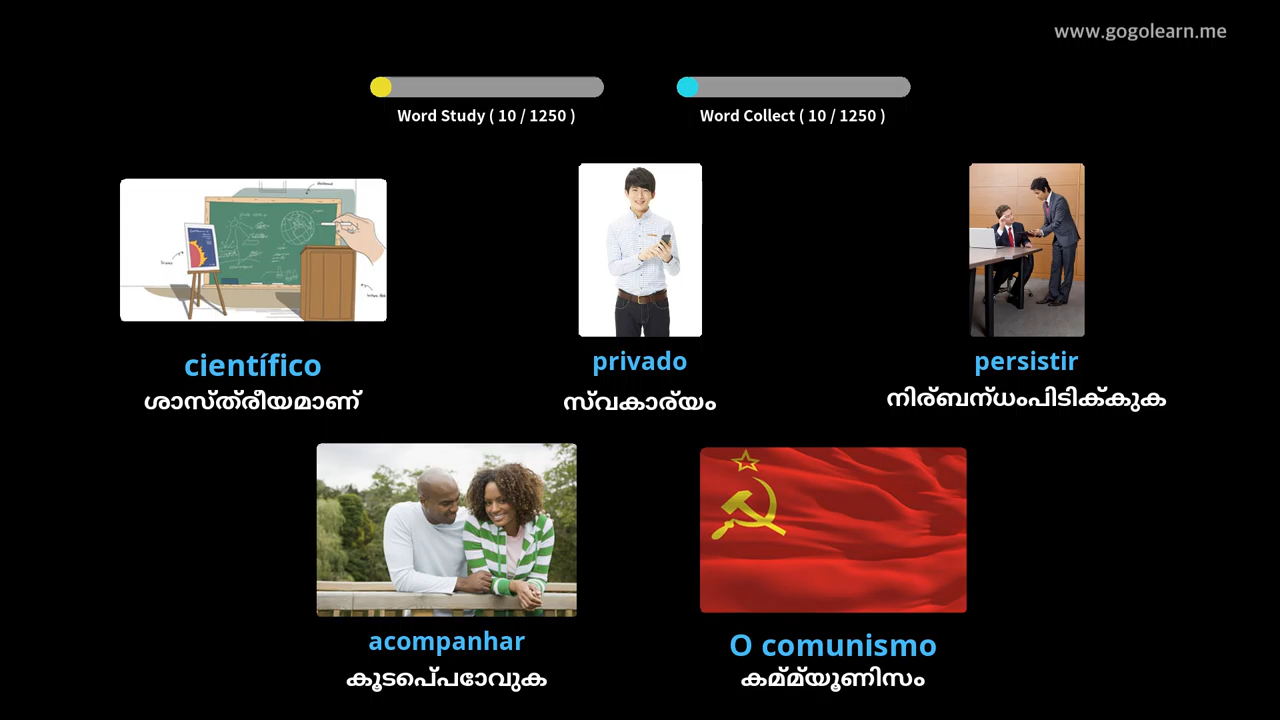 www.gogolearn.me
Word Study ( 10 / 1250 )
Word Collect ( 10 / 1250 )
científico
ശാസ്ത്രീയമാണ്
privado
സ്വകാര്യം
persistir
നിര്ബന്ധംപിടിക്കുക
acompanhar
കൂടപ്പോവുക
O comunismo
കമ്മ്യൂണിസം